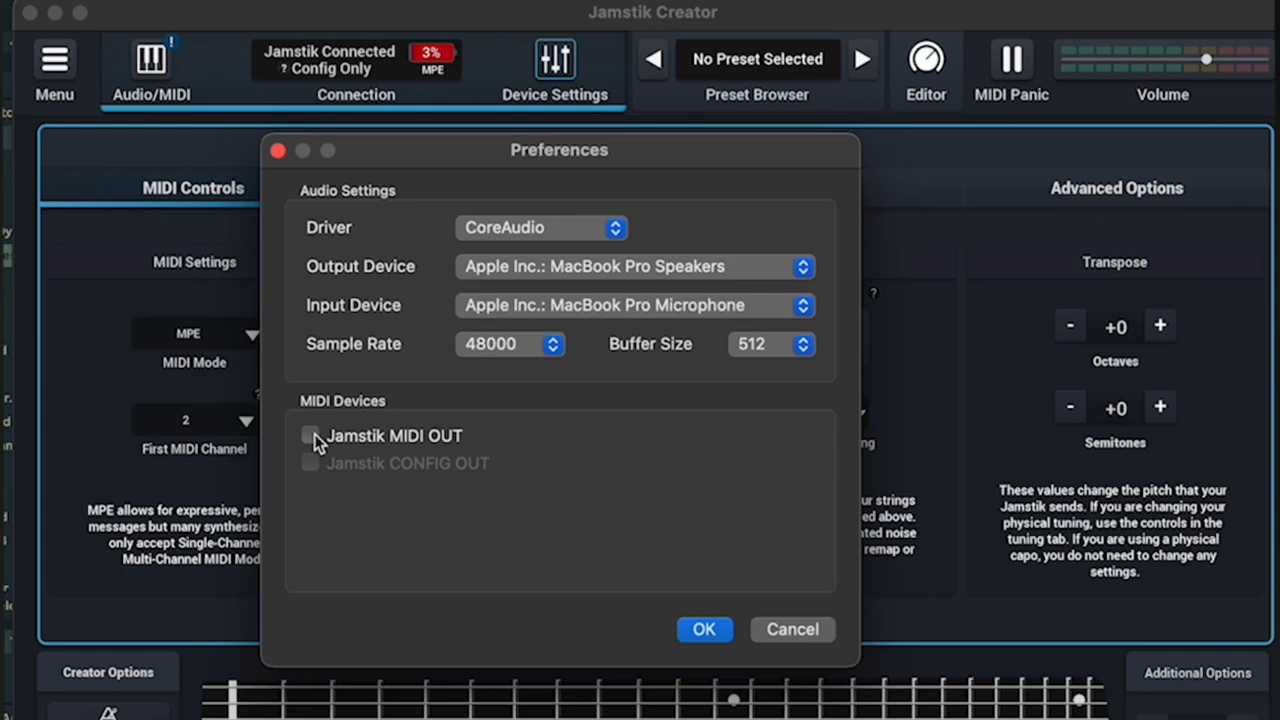 Jamstik Creator
!
Jamstik Connected
? Config Only
3%
MPE
No Preset Selected
Menu
Audio/MIDI
Connection
Device Settings
Preset Browser
Editor
MIDI Panic
Volume
Preferences
MIDI Controls
Advanced Options
Audio Settings
Driver
CoreAudio
Output Device
Apple Inc.: MacBook Pro Speakers
Input Device
Apple Inc.: MacBook Pro Microphone
Sample Rate
48000
Buffer Size
512
MIDI Settings
MPE
MIDI Mode
?
2
First MIDI Channel
MPE allows for expressive, per
messages but many synthesiz
only accept Single-Channe
Multi-Channel MIDI Mod
MIDI Devices
Jamstik MIDI OUT
Jamstik CONFIG OUT
OK
Cancel
?
ng
ur strings
ed above.
ted noise
remap or
Transpose
-
+0
+
Octaves
-
+0
+
Semitones
These values change the pitch that your
Jamstik sends. If you are changing your
physical tuning, use the controls in the
tuning tab. If you are using a physical
capo, you do not need to change any
settings.
Creator Options
Additional Options